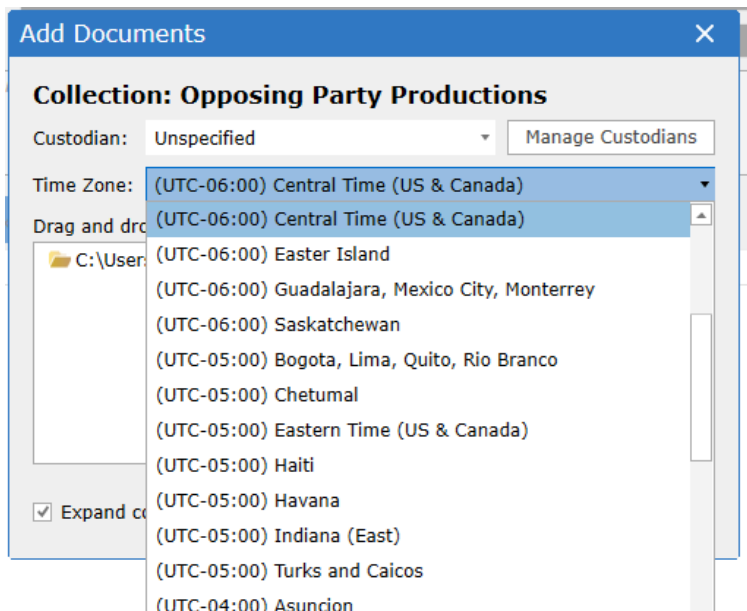 Add Documents
Collection: Opposing Party Productions
Custodian: Unspecified Manage Custodians
Time Zone: (UTC-06:00) Central Time (US & Canada)
(UTC-06:00) Central Time (US & Canada)
Drag and
(UTC-06:00) Easter Island
C:\User
(UTC-06:00) Guadalajara, Mexico City, Monterrey
(UTC-06:00) Saskatchewan
(UTC-05:00) Bogota, Lima, Quito, Rio Branco
(UTC-05:00) Chetumal
(UTC-05:00) Eastern Time (US & Canada)
(UTC-05:00) Haiti
(UTC-05:00) Havana
Expand
(UTC-05:00) Indiana (East)
(UTC-05:00) Turks and Caicos
(UTC-04:00) Asuncion